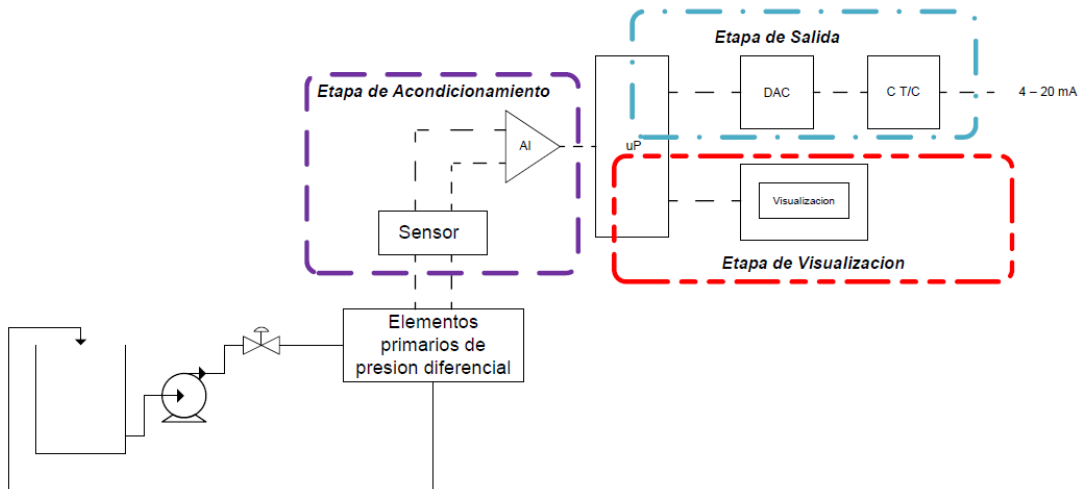 Etapa de Salida
Etapa de Acondicionamiento
DAC
C T/C
4 – 20 mA
AI
uP
Visualizacion
Sensor
Etapa de Visualizacion
Elementos
primarios de
presion diferencial